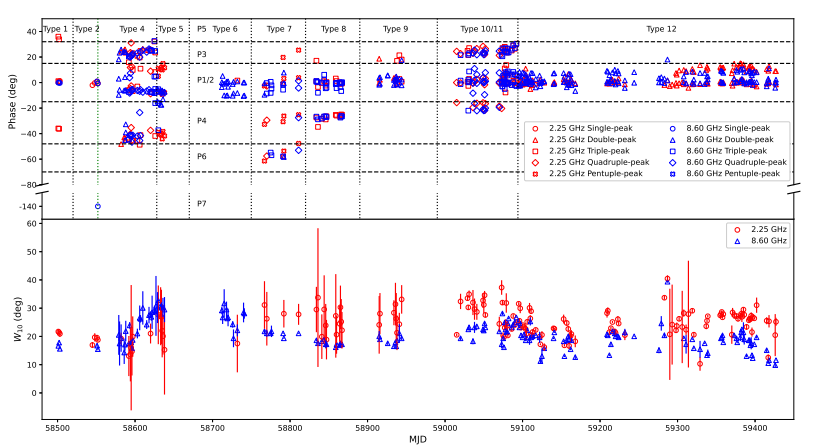 Type 1
Type 2
Type 4
Type 5
P5
Type 6
Type 7
Type 8
Type 9
Type 10/11
Type 12
P3
P1/2
P4
P6
P7
40
20
0
−20
−40
−60
−80
-140
Phase (deg)
2.25 GHz Single-peak
2.25 GHz Double-peak
2.25 GHz Triple-peak
2.25 GHz Quadruple-peak
2.25 GHz Pentuple-peak
8.60 GHz Single-peak
8.60 GHz Double-peak
8.60 GHz Triple-peak
8.60 GHz Quadruple-peak
8.60 GHz Pentuple-peak
60
50
40
30
20
10
0
W10 (deg)
2.25 GHz
8.60 GHz
58500
58600
58700
58800
58900
59000
59100
59200
59300
59400
MJD